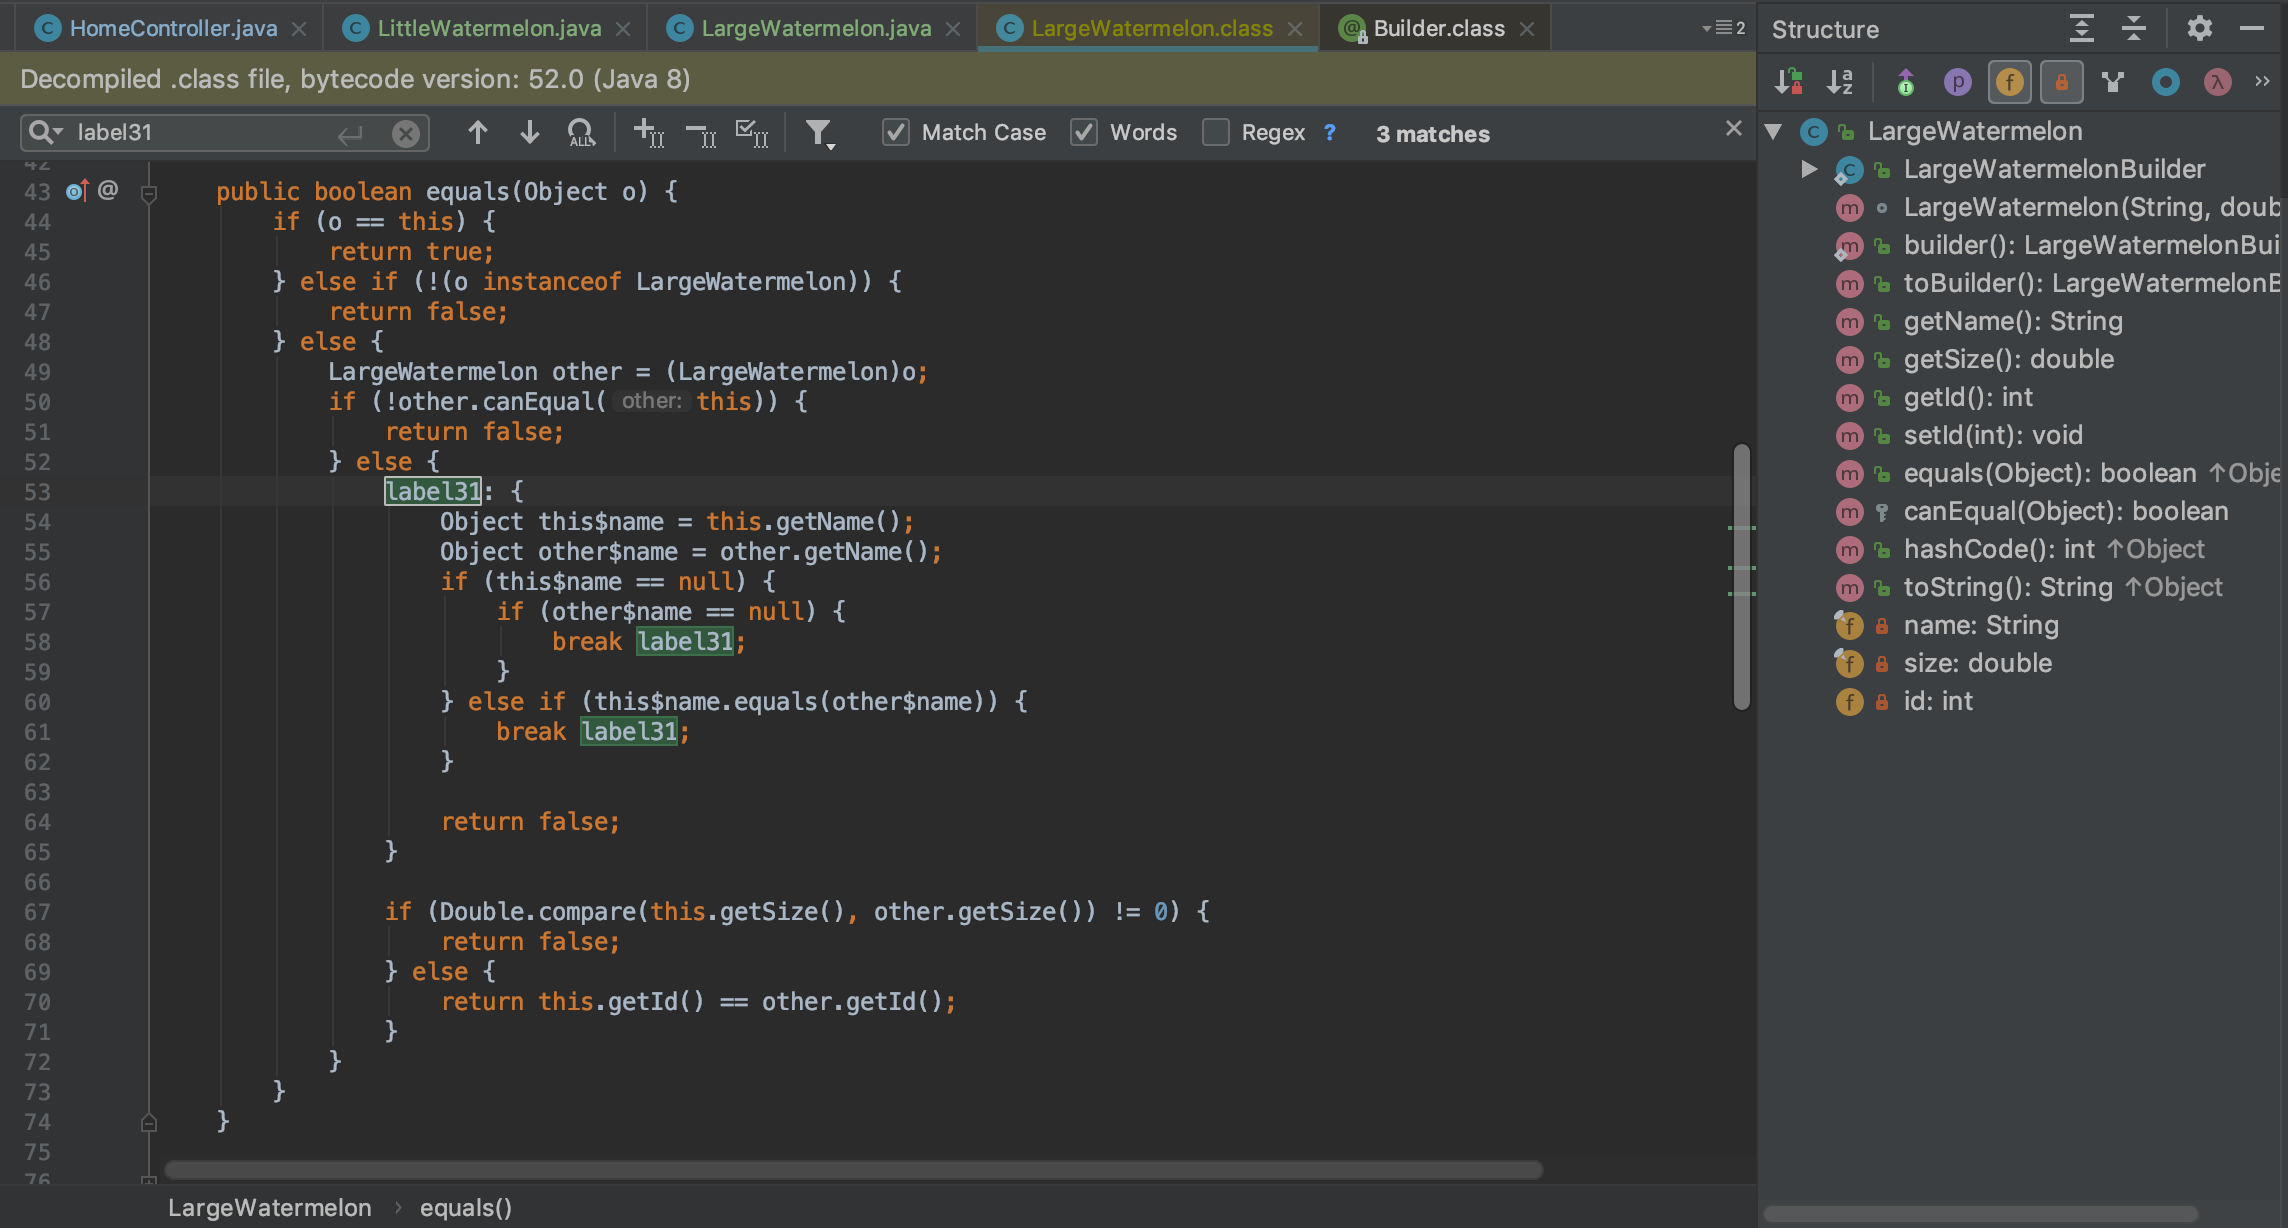 HomeController.java
LittleWatermelon.java
LargeWatermelon.java
LargeWatermelon.class
Builder.class
2
Structure
Decompiled .class file, bytecode version: 52.0 (Java 8)
label31
ALL
Match Case
Words
Regex
?
3 matches
42
43 public boolean equals(Object o) {
44 if (o == this) {
45 return true;
46 } else if (!(o instanceof LargeWatermelon)) {
47 return false;
48 } else {
49 LargeWatermelon other = (LargeWatermelon)o;
50 if (!other.canEqual( other: this)) {
51 return false;
52 } else {
53 label31: {
54 Object this$name = this.getName();
55 Object other$name = other.getName();
56 if (this$name == null) {
57 if (other$name == null) {
58 break label31;
59 }
60 } else if (this$name.equals(other$name)) {
61 break label31;
62 }
63
64 return false;
65 }
66
67 if (Double.compare(this.getSize(), other.getSize()) != 0) {
68 return false;
69 } else {
70 return this.getId() == other.getId();
71 }
72 }
73 }
74 }
75
76
LargeWatermelon › equals()
LargeWatermelon
LargeWatermelonBuilder
LargeWatermelon(String, doub
builder(): LargeWatermelonBui
toBuilder(): LargeWatermelonB
getName(): String
getSize(): double
getId(): int
setId(int): void
equals(Object): boolean ↑Obje
canEqual(Object): boolean
hashCode(): int ↑Object
toString(): String ↑Object
name: String
size: double
id: int